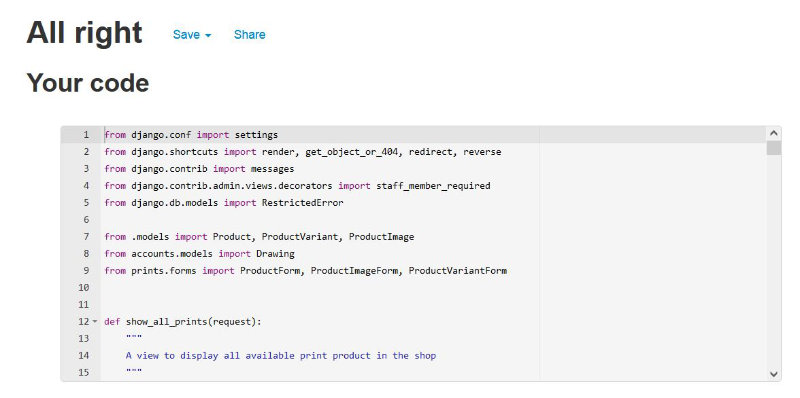 All right Save Share
Your code
1 from django.conf import settings
2 from django.shortcuts import render, get_object_or_404, redirect, reverse
3 from django.contrib import messages
4 from django.contrib.admin.views.decorators import staff_member_required
5 from django.db.models import RestrictedError
6
7 from .models import Product, ProductVariant, ProductImage
8 from accounts.models import Drawing
9 from prints.forms import ProductForm, ProductImageForm, ProductVariantForm
10
11
12 def show_all_prints(request):
13 """
14 A view to display all available print product in the shop
15 """